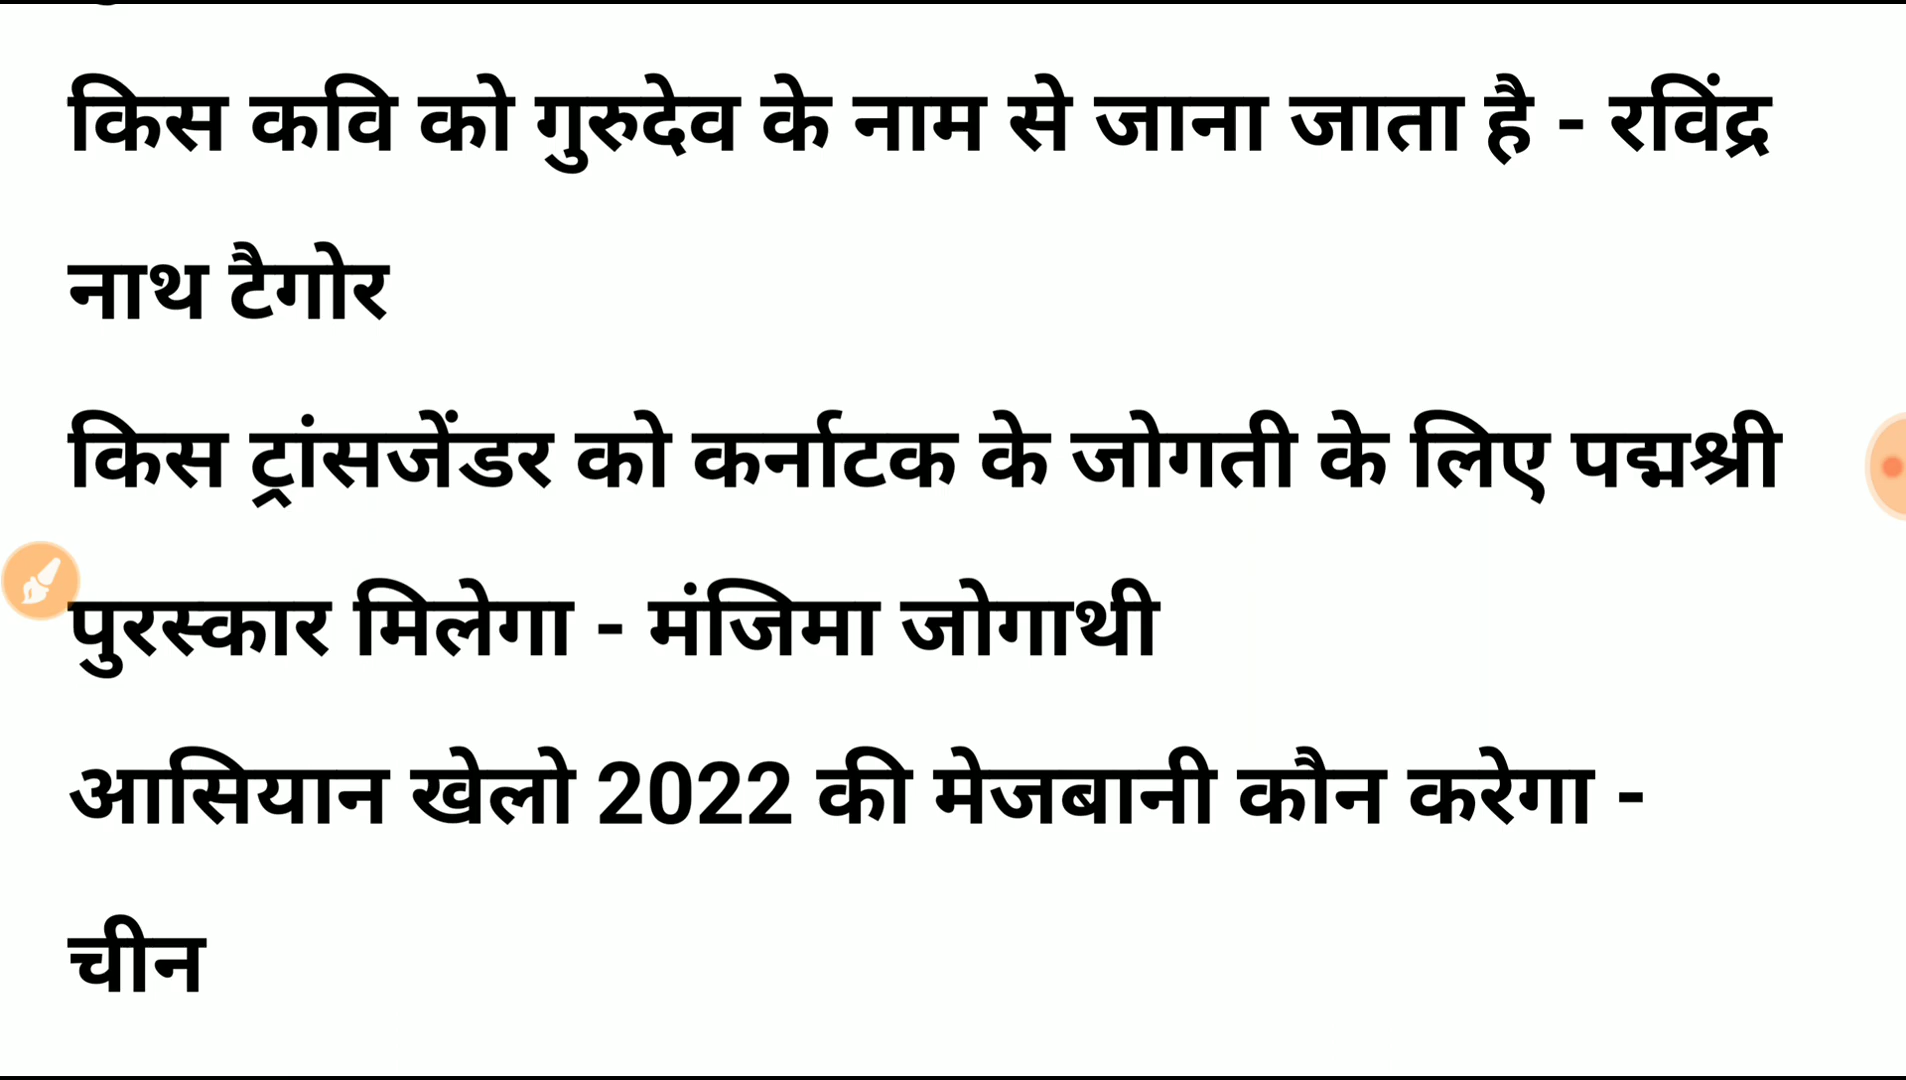 किस कवि को गुरुदेव के नाम से जाना जाता है - रविंद्र
नाथ टैगोर
किस ट्रांसजेंडर को कर्नाटक के जोगती के लिए पद्मश्री
पुरस्कार मिलेगा - मंजिमा जोगाथी
आसियान खेलो 2022 की मेजबानी कौन करेगा -
चीन